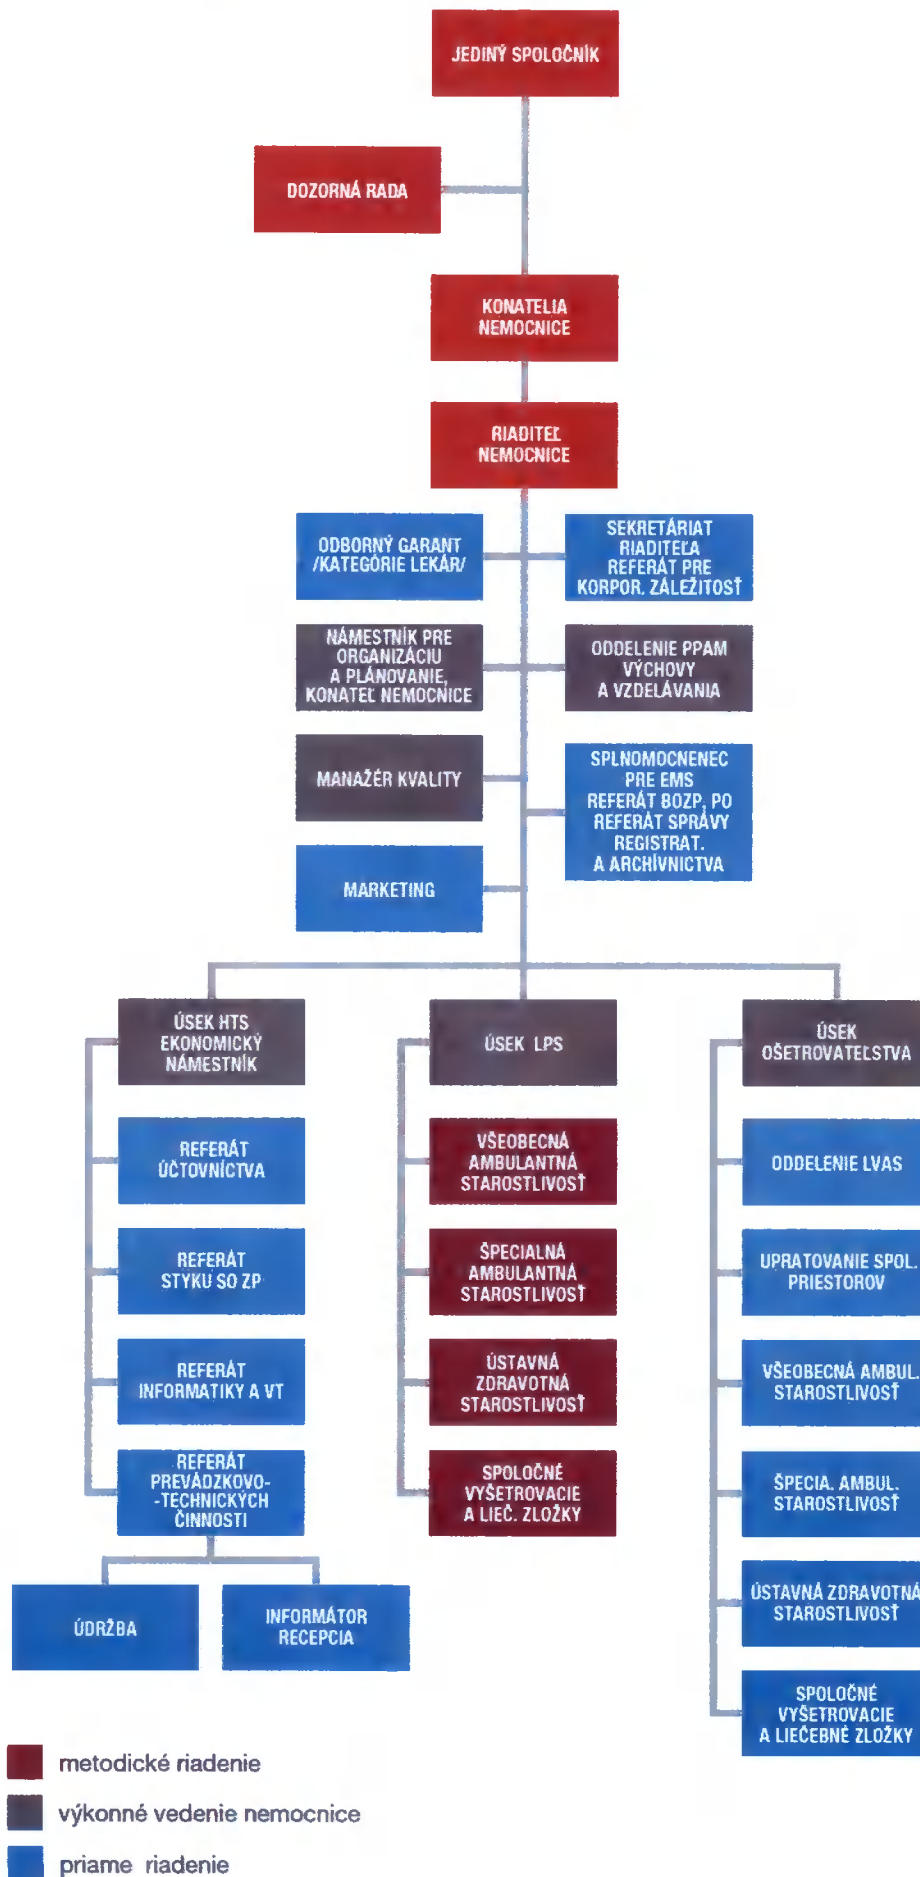 JEDINÝ SPOLOČNÍK
DOZORNÁ RADA
KONATELIA
NEMOCNICE
RIADITEĽ
NEMOCNICE
ODBORNÝ GARANT
/KATEGÓRIE LEKÁR/
SEKRETÁRIAT
RIADITEĽA
REFERÁT PRE
KORPOR. ZÁLEŽITOSŤ
NÁMESTNÍK PRE
ORGANIZÁCIU
A PLÁNOVANIE,
KONATEĽ NEMOCNICE
ODDELENIE PPAM
VÝCHOVY
A VZDELÁVANIA
MANAŽÉR KVALITY
SPLNOMOCNENEC
PRE EMS
REFERÁT BOZP, PO
REFERÁT SPRÁVY
REGISTRAT.
A ARCHÍVNICTVA
MARKETING
ÚSEK HTS
EKONOMICKÝ
NÁMESTNÍK
REFERÁT
ÚČTOVNÍCTVA
REFERÁT
STYKU SO ZP
REFERÁT
INFORMATIKY A VT
REFERÁT
PREVÁDZKOVO-
-TECHNICKÝCH
ČINNOSTI
ÚDRŽBA
INFORMÁTOR
RECEPCIA
ÚSEK LPS
VŠEOBECNÁ
AMBULANTNÁ
STAROSTLIVOSŤ
ŠPECIALNÁ
AMBULANTNÁ
STAROSTLIVOSŤ
ÚSTAVNÁ
ZDRAVOTNÁ
STAROSTLIVOSŤ
SPOLOČNÉ
VYŠETROVACIE
A LIEČ. ZLOŽKY
ÚSEK
OŠETROVATEĽSTVA
ODDELENIE LVAS
UPRATOVANIE SPOL.
PRIESTOROV
VŠEOBECNÁ AMBUL.
STAROSTLIVOSŤ
ŠPECIA. AMBUL.
STAROSTLIVOSŤ
ÚSTAVNÁ ZDRAVOTNÁ
STAROSTLIVOSŤ
SPOLOČNÉ
VYŠETROVACIE
A LIEČEBNÉ ZLOŽKY
metodické riadenie
výkonné vedenie nemocnice
priame riadenie